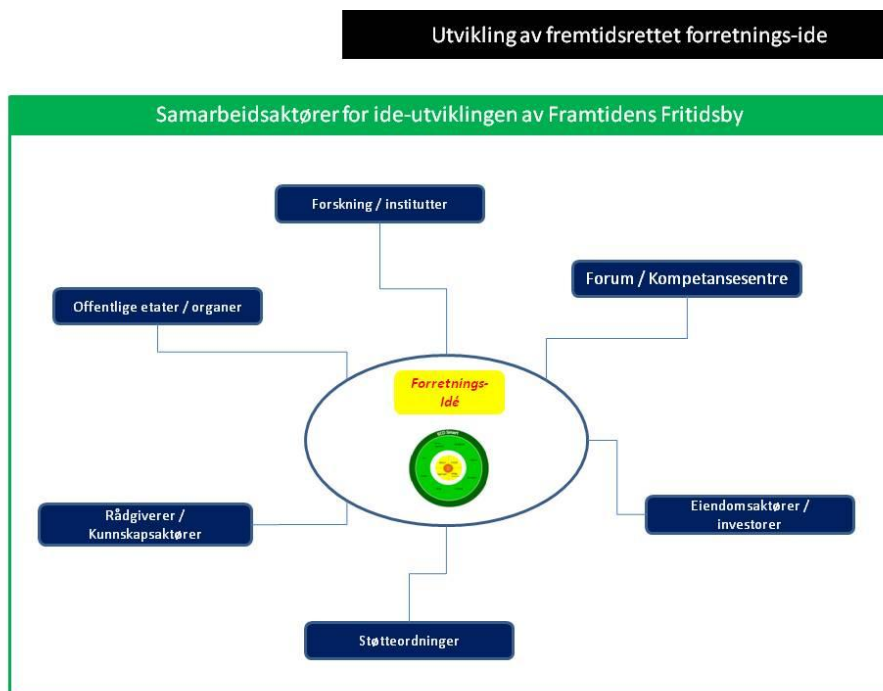 Utvikling av fremtidsrettet forretnings-ide
Samarbeidsaktører for ide-utviklingen av Framtidens Fritidsby
Forskning / institutter
Forum / Kompetansesentre
Offentlige etater / organer
Forretnings-
Idé
Rådgiverer /
Kunnskapsaktører
Eiendomsaktører /
investorer
Støtteordninger